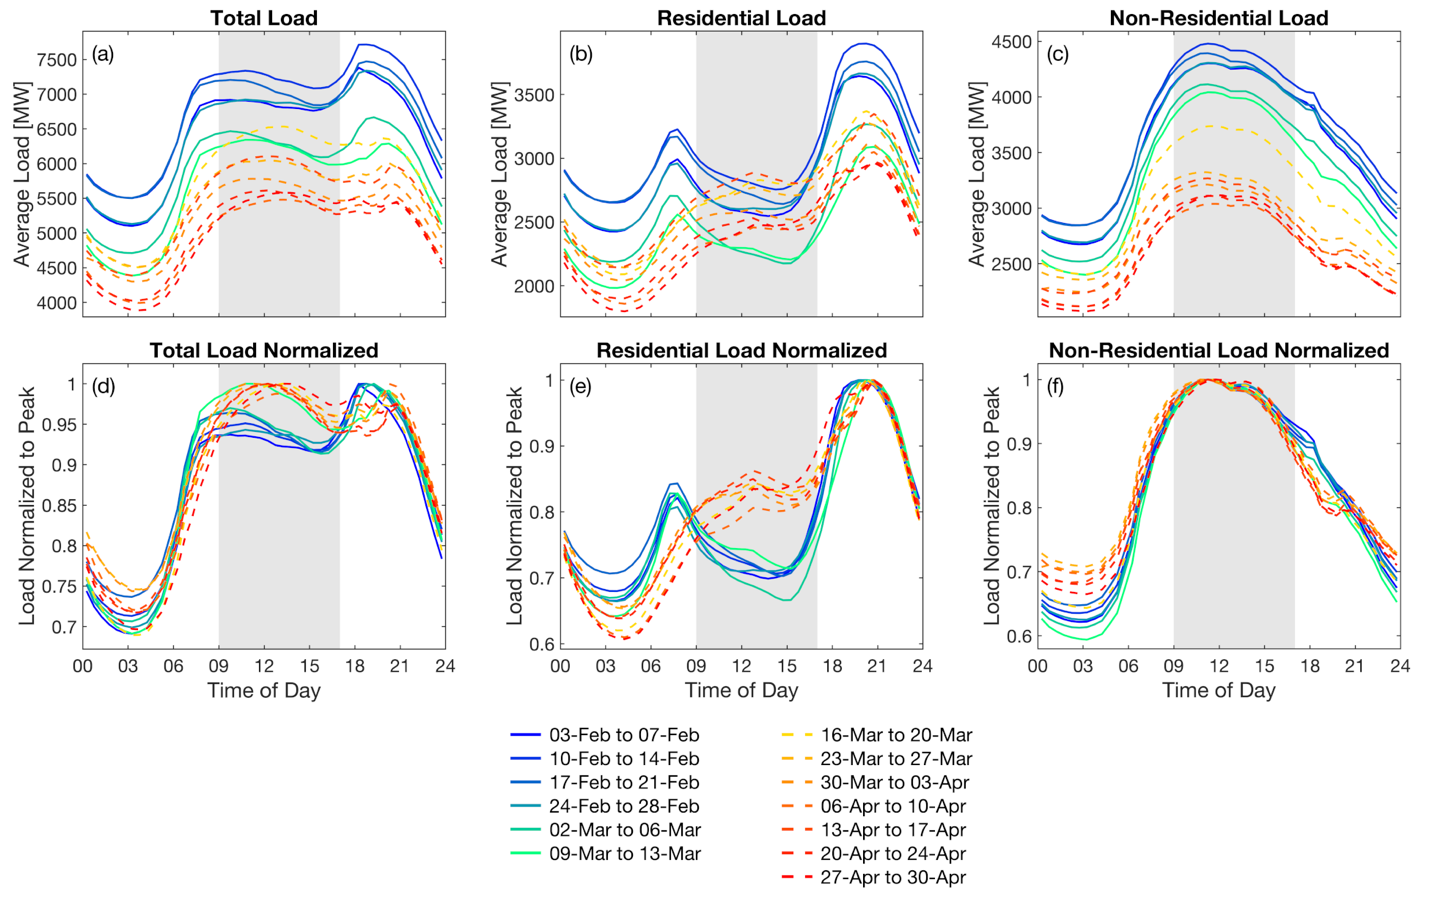 Total Load
Residential Load
Non-Residential Load
(a)
(b)
(c)
Average Load [MW]
7500
7000
6500
6000
5500
5000
4500
4000
Average Load [MW]
3500
3000
2500
2000
Average Load [MW]
4500
4000
3500
3000
2500
Total Load Normalized
Residential Load Normalized
Non-Residential Load Normalized
(d)
(e)
(f)
Load Normalized to Peak
1
0.95
0.9
0.85
0.8
0.75
0.7
Load Normalized to Peak
1
0.9
0.8
0.7
0.6
Load Normalized to Peak
1
0.9
0.8
0.7
0.6
00 03 06 09 12 15 18 21 24
00 03 06 09 12 15 18 21 24
00 03 06 09 12 15 18 21 24
Time of Day
Time of Day
Time of Day
03-Feb to 07-Feb
10-Feb to 14-Feb
17-Feb to 21-Feb
24-Feb to 28-Feb
02-Mar to 06-Mar
09-Mar to 13-Mar
16-Mar to 20-Mar
23-Mar to 27-Mar
30-Mar to 03-Apr
06-Apr to 10-Apr
13-Apr to 17-Apr
20-Apr to 24-Apr
27-Apr to 30-Apr